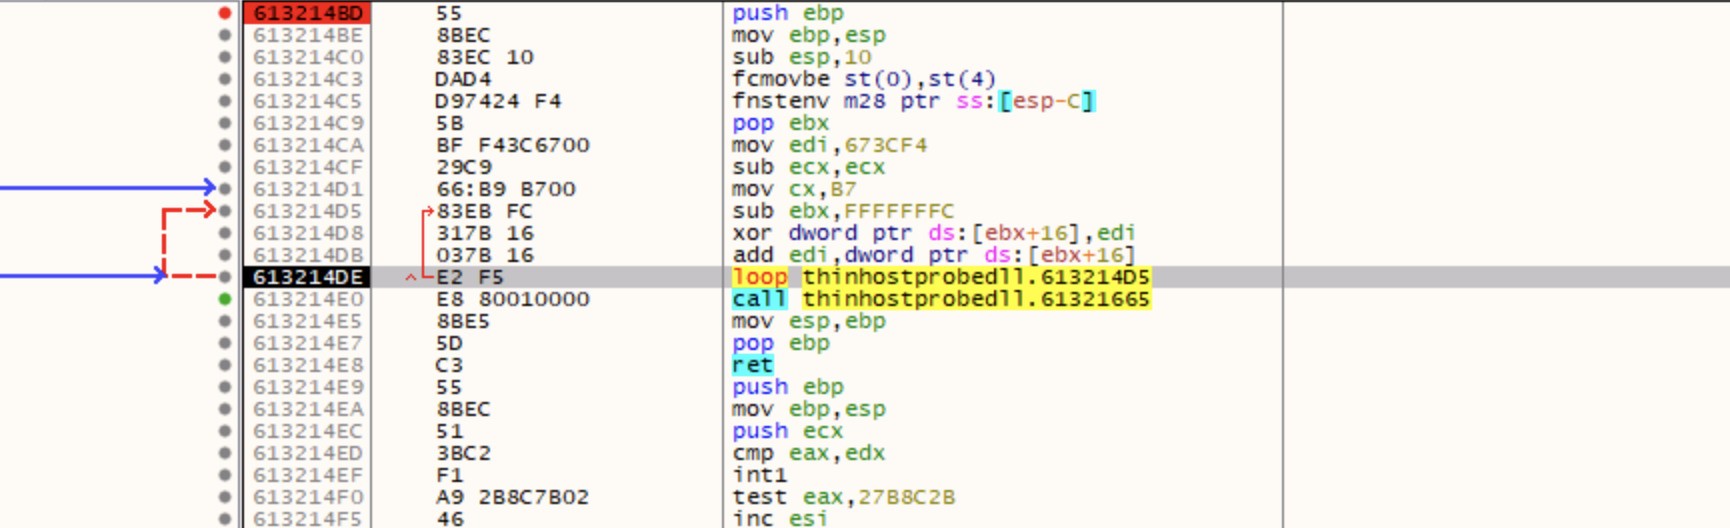 613214BD 55 push ebp
613214BE 8BEC mov ebp,esp
613214C0 83EC 10 sub esp,10
613214C3 DAD4 fcmovbe st(0),st(4)
613214C5 D97424 F4 fnstenv m28 ptr ss:[esp-C]
613214C9 5B pop ebx
613214CA BF F43C6700 mov edi,673CF4
613214CF 29C9 sub ecx,ecx
613214D1 66:B9 B700 mov cx,B7
613214D5 83EB FC sub ebx,FFFFFFFC
613214D8 317B 16 xor dword ptr ds:[ebx+16],edi
613214DB 037B 16 add edi,dword ptr ds:[ebx+16]
613214DE ^ E2 F5 loop thinhostprobedll.613214D5
613214E0 E8 80010000 call thinhostprobedll.61321665
613214E5 8BE5 mov esp,ebp
613214E7 5D pop ebp
613214E8 C3 ret
613214E9 55 push ebp
613214EA 8BEC mov ebp,esp
613214EC 51 push ecx
613214ED 3BC2 cmp eax,edx
613214EF F1 int1
613214F0 A9 2B8C7B02 test eax,27B8C2B
613214F5 46 inc esi